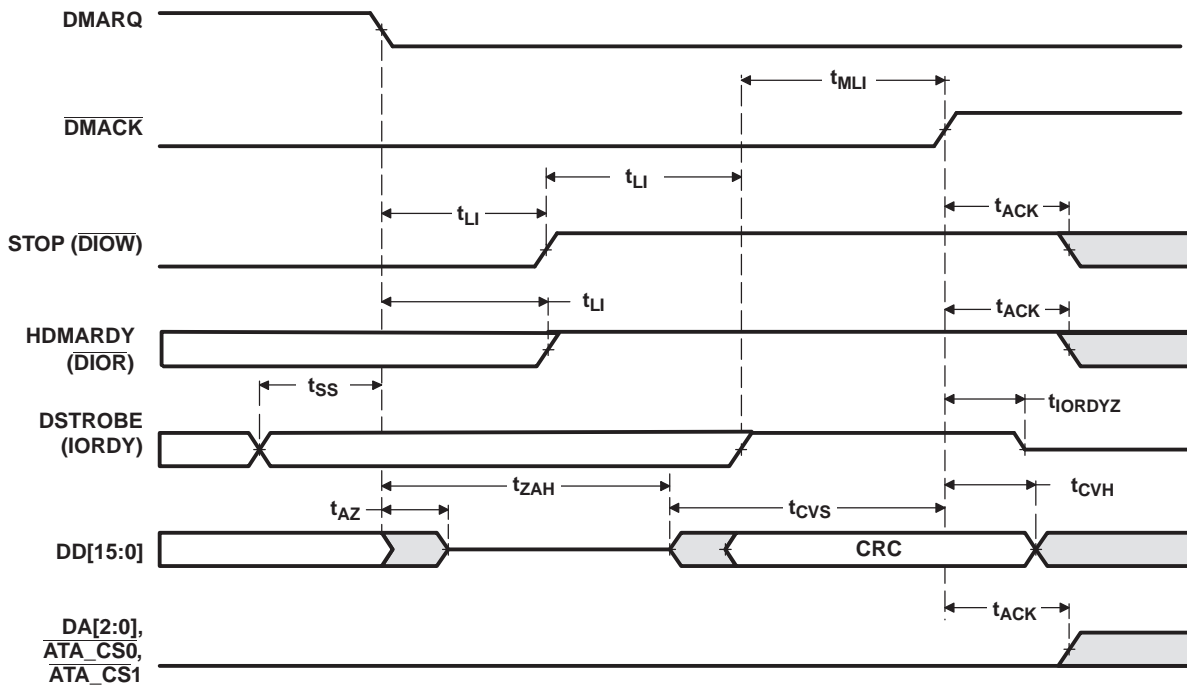 DMARQ
tMLI
DMACK
tLI
tLI
tACK
STOP (DIOW)
tLI
tACK
HDMARDY
(DIOR)
tSS
tIORDYZ
DSTROBE
(IORDY)
tZAH
tCVH
tAZ
tCVS
DD[15:0]
CRC
tACK
DA[2:0],
ATA_CS0,
ATA_CS1